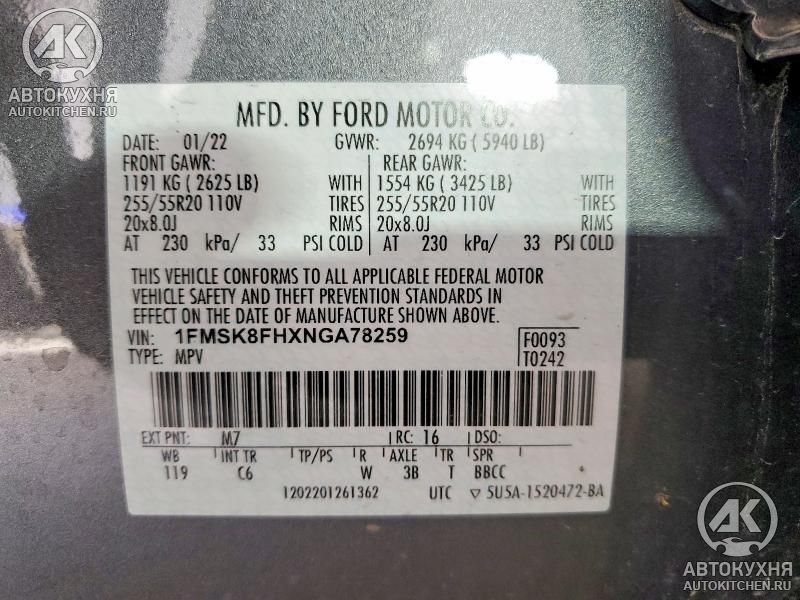 АК
АВТОКУХНЯ
AUTOKITCHEN.RU
MFD. BY FORD MOTOR CO.
DATE: 01/22 GVWR: 2694 KG ( 5940 LB)
FRONT GAWR: REAR GAWR:
1191 KG ( 2625 LB) WITH 1554 KG ( 3425 LB) WITH
255/55R20 110V TIRES 255/55R20 110V TIRES
20x8.0J RIMS 20x8.0J RIMS
AT 230 kPa/ 33 PSI COLD AT 230 kPa/ 33 PSI COLD
THIS VEHICLE CONFORMS TO ALL APPLICABLE FEDERAL MOTOR
VEHICLE SAFETY AND THEFT PREVENTION STANDARDS IN
EFFECT ON THE DATE OF MANUFACTURE SHOWN ABOVE.
VIN: 1FMSK8FHXNGA78259 F0093
TYPE: MPV T0242
EXT PNT: M7 RC: 16 DSO:
WB INT TR TP/PS R AXLE TR SPR
119 C6 W 3B T BBCC
1202201261362 UTC ▽ 5U5A-1520472-BA
АК
АВТОКУХНЯ
AUTOKITCHEN.RU